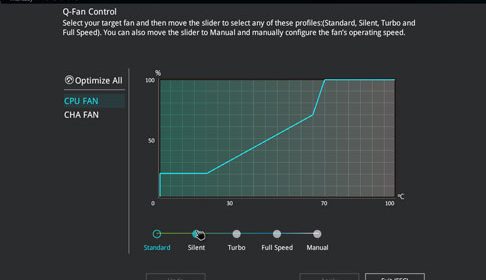 Q-Fan Control
Select your target fan and then move the slider to select any of these profiles:(Standard, Silent, Turbo and
Full Speed). You can also move the slider to Manual and manually configure the fan's operating speed.
Optimize All
CPU FAN
CHA FAN
%
100
50
0
30
70
100
°C
Standard
Silent
Turbo
Full Speed
Manual